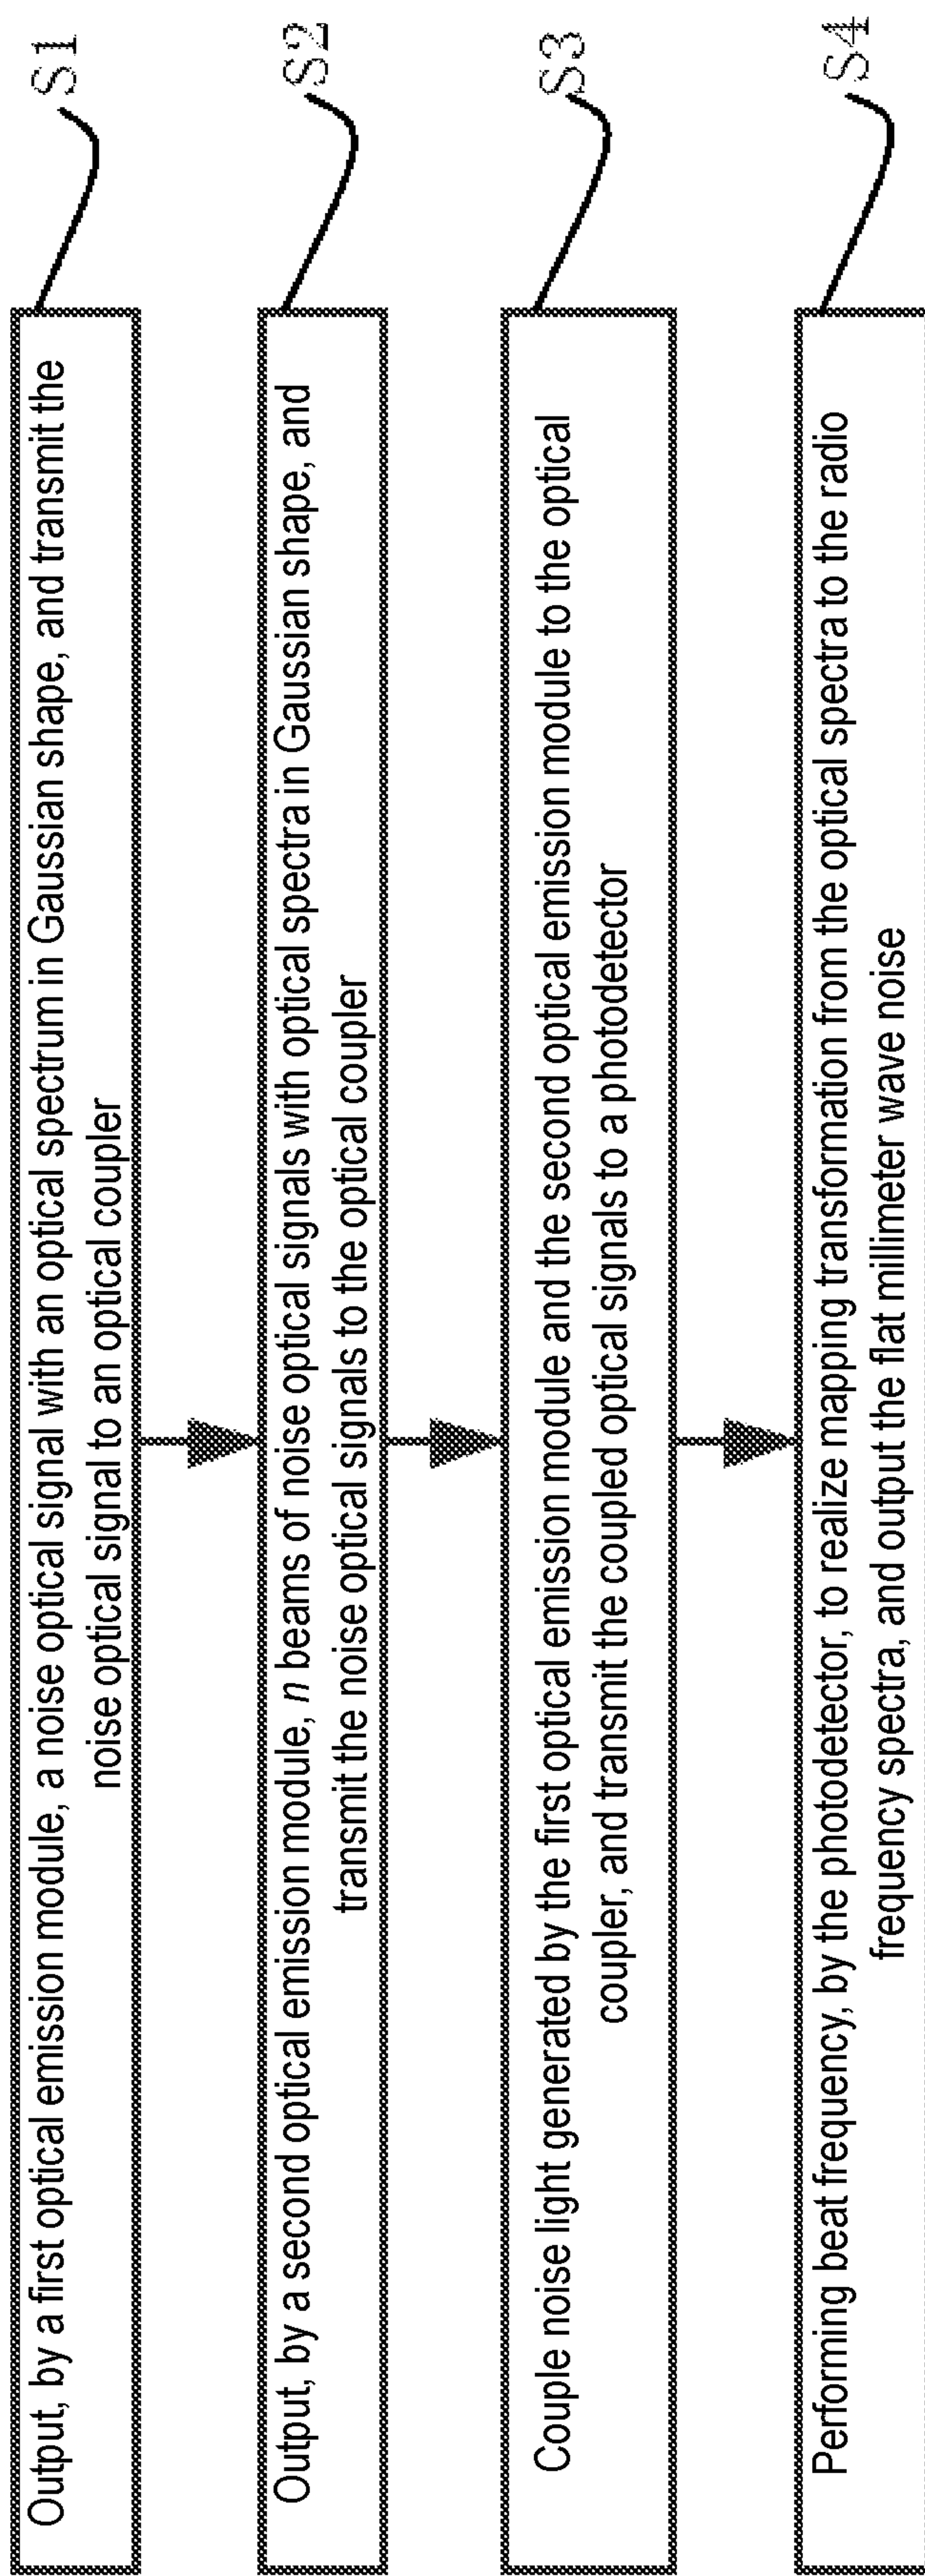 Output, by a first optical emission module, a noise optical signal with an optical spectrum in Gaussian shape, and transmit the
noise optical signal to an optical coupler
S1
Output, by a second optical emission module, n beams of noise optical signals with optical spectra in Gaussian shape, and
transmit the noise optical signals to the optical coupler
S2
Couple noise light generated by the first optical emission module and the second optical emission module to the optical
coupler, and transmit the coupled optical signals to a photodetector
S3
Performing beat frequency, by the photodetector, to realize mapping transformation from the optical spectra to the radio
frequency spectra, and output the flat millimeter wave noise
S4